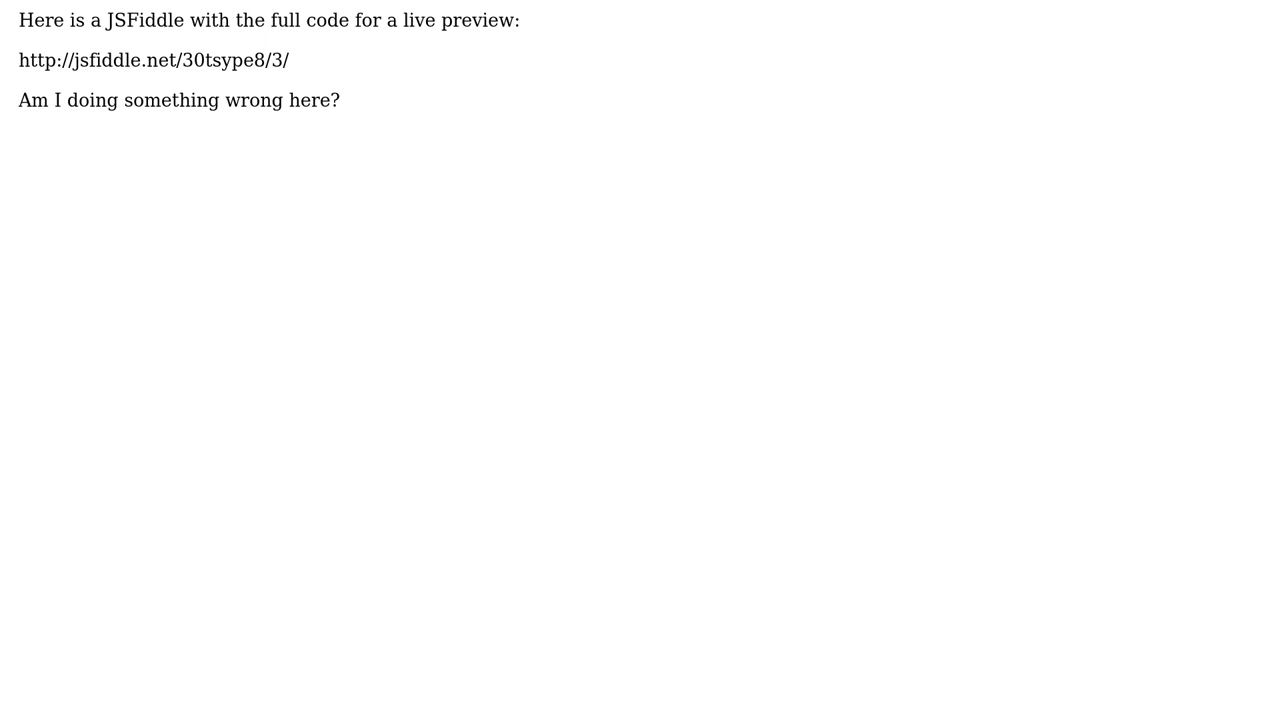 Here is a JSFiddle with the full code for a live preview:
http://jsfiddle.net/30tsype8/3/
Am I doing something wrong here?